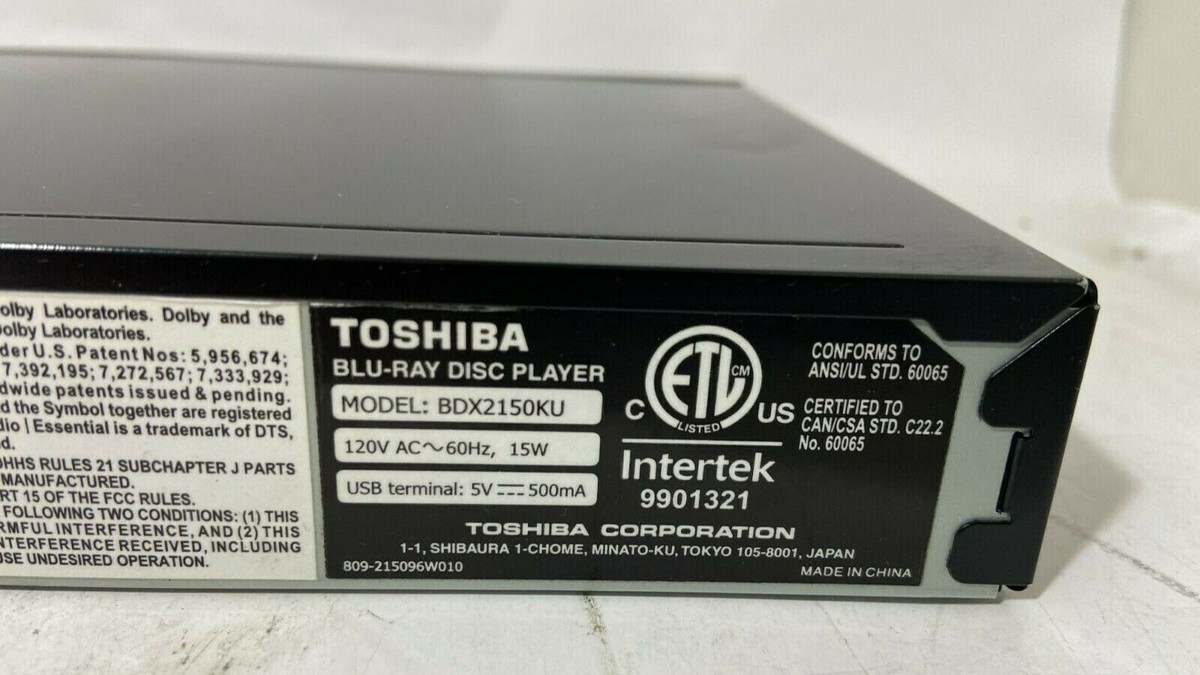 olby Laboratories. Dolby and the
Dolby Laboratories.
der U.S. Patent Nos: 5,956,674;
7,392,195; 7,272,567; 7,333,929;
dwide patents issued & pending.
d the Symbol together are registered
dio | Essential is a trademark of DTS,
d.
OHHS RULES 21 SUBCHAPTER J PARTS
MANUFACTURED.
RT 15 OF THE FCC RULES.
FOLLOWING TWO CONDITIONS: (1) THIS
RMFUL INTERFERENCE, AND (2) THIS
NTERFERENCE RECEIVED, INCLUDING
USE UNDESIRED OPERATION.
TOSHIBA
BLU-RAY DISC PLAYER
MODEL: BDX2150KU
120V AC～60Hz, 15W
USB terminal: 5V ⎓ 500mA
ETL CM
LISTED
C US
Intertek
9901321
CONFORMS TO
ANSI/UL STD. 60065
CERTIFIED TO
CAN/CSA STD. C22.2
No. 60065
TOSHIBA CORPORATION
1-1, SHIBAURA 1-CHOME, MINATO-KU, TOKYO 105-8001, JAPAN
809-215096W010
MADE IN CHINA